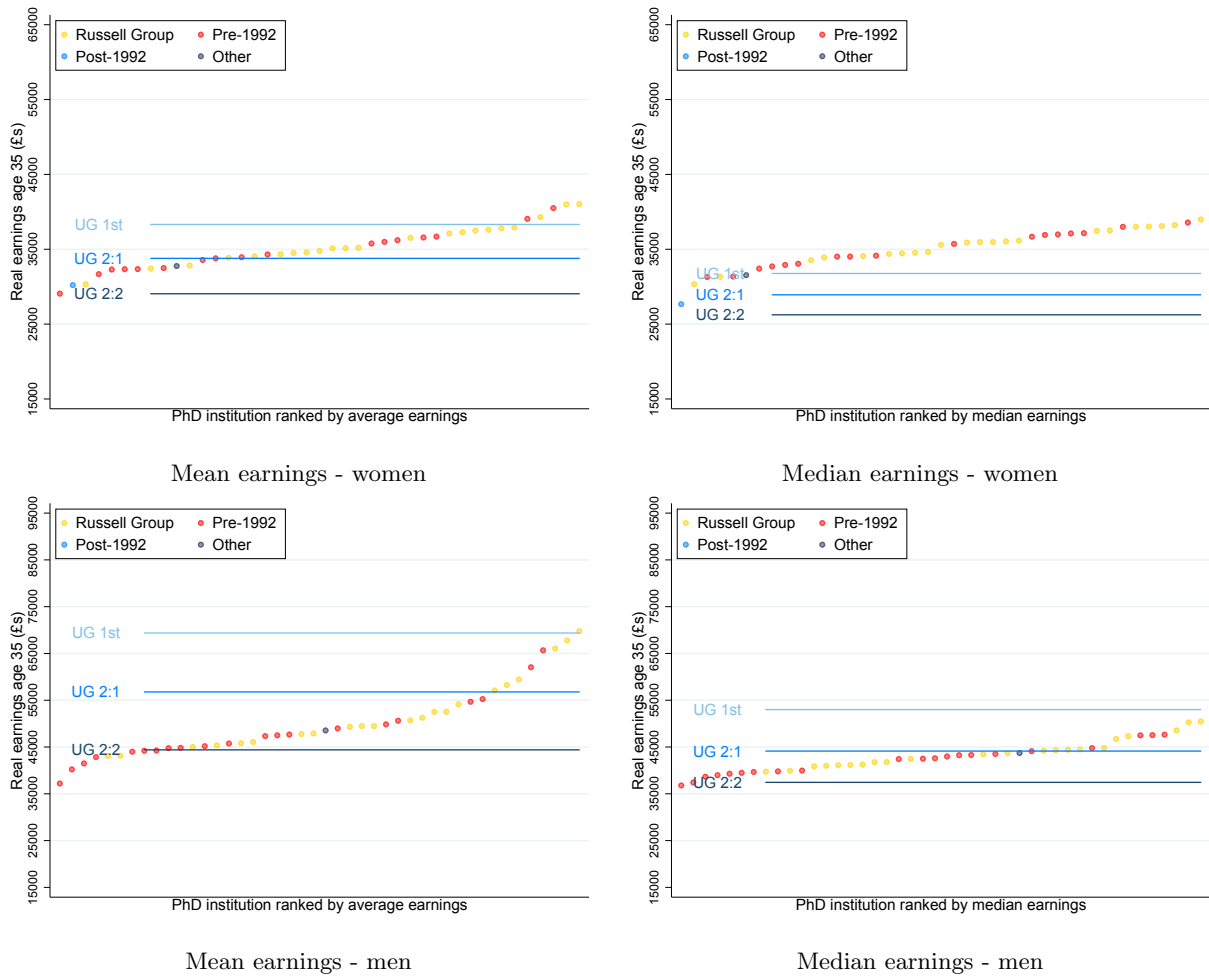 Russell Group Pre-1992
Post-1992 Other
Real earnings age 35 (£s)
65000
55000
45000
35000
25000
15000
UG 1st
UG 2:1
UG 2:2
PhD institution ranked by average earnings
Mean earnings - women
Russell Group Pre-1992
Post-1992 Other
Real earnings age 35 (£s)
65000
55000
45000
35000
25000
15000
UG 1st
UG 2:1
UG 2:2
PhD institution ranked by median earnings
Median earnings - women
Russell Group Pre-1992
Post-1992 Other
Real earnings age 35 (£s)
95000
85000
75000
65000
55000
45000
35000
25000
15000
UG 1st
UG 2:1
UG 2:2
PhD institution ranked by average earnings
Mean earnings - men
Russell Group Pre-1992
Post-1992 Other
Real earnings age 35 (£s)
95000
85000
75000
65000
55000
45000
35000
25000
15000
UG 1st
UG 2:1
UG 2:2
PhD institution ranked by median earnings
Median earnings - men